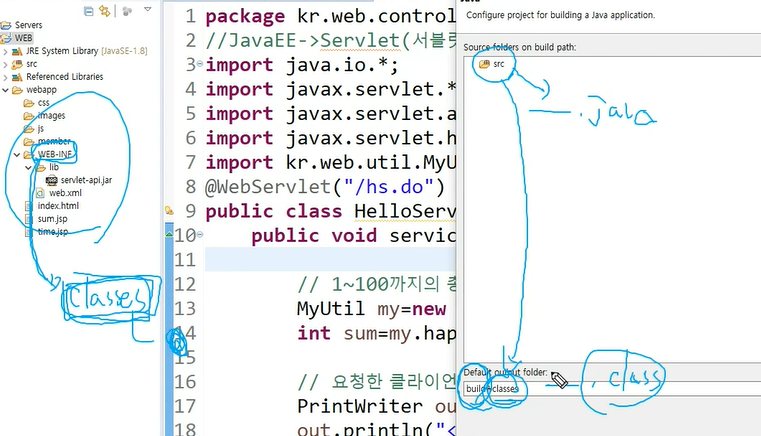 Servers
WEB
JRE System Library [JavaSE-1.8]
src
Referenced Libraries
webapp
css
images
js
member
WEB-INF
lib
servlet-api.jar
web.xml
index.html
sum.jsp
time.jsp
classes
1 package kr.web.control
2 //JavaEE->Servlet(서블릿
3 import java.io.*;
4 import javax.servlet.*
5 import javax.servlet.a
6 import javax.servlet.h
7 import kr.web.util.MyU
8 @WebServlet("/hs.do")
9 public class HelloServ
10 public void servic
11
12 // 1~100까지의 총
13 MyUtil my=new
14 int sum=my.hap
15
16 // 요청한 클라이언
17 PrintWriter ou
18 out.println("<
Configure project for building a Java application.
Source folders on build path:
src
.java
Default output folder:
build/classes
.class